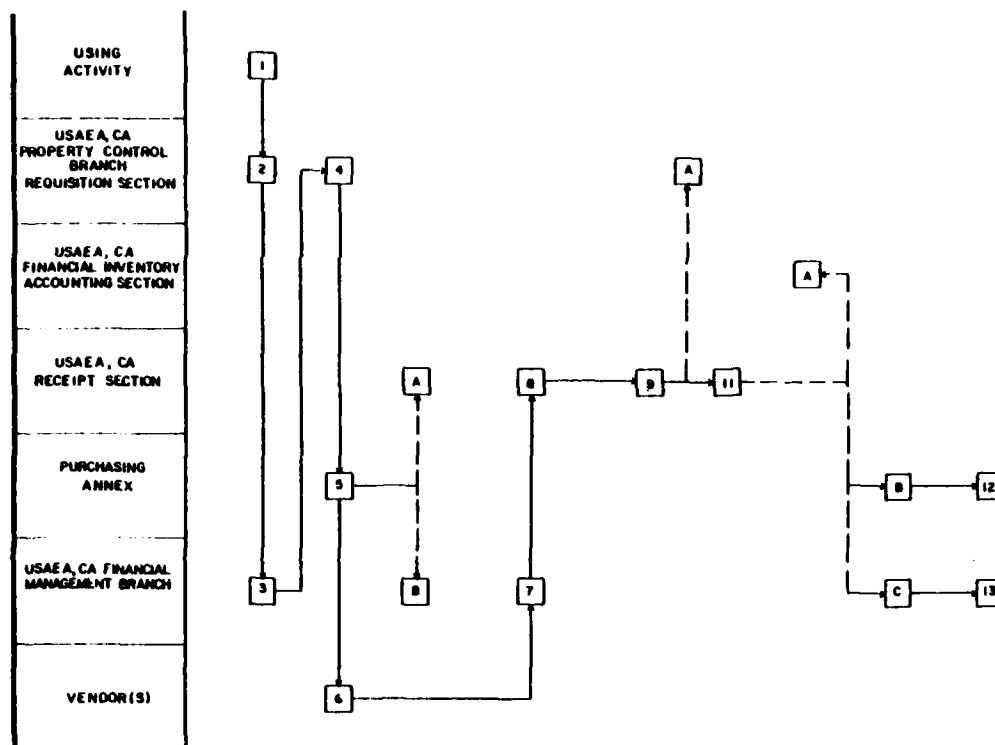 USING
ACTIVITY
1
USAEA, CA
PROPERTY CONTROL
BRANCH
REQUISITION SECTION
2
4
A
USAEA, CA
FINANCIAL INVENTORY
ACCOUNTING SECTION
A
USAEA, CA
RECEIPT SECTION
A
8
9
11
PURCHASING
ANNEX
5
B
12
USAEA, CA FINANCIAL
MANAGEMENT BRANCH
3
B
7
C
13
VENDOR(S)
6